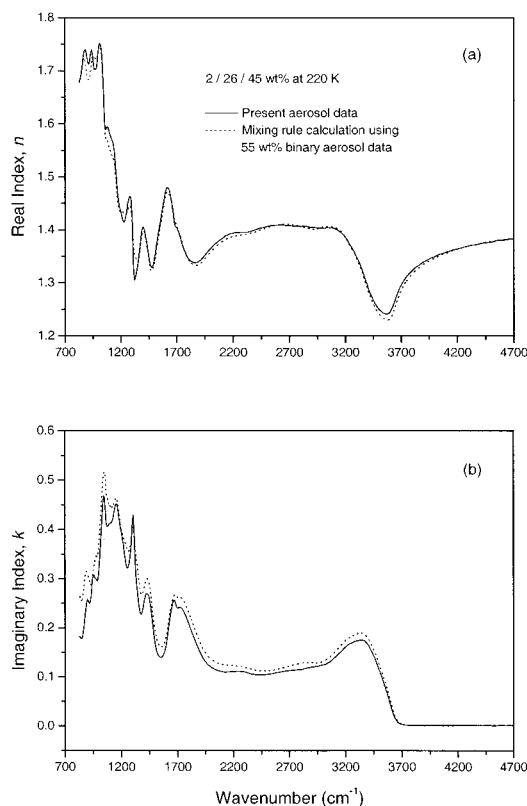 (a)
2 / 26 / 45 wt% at 220 K
Present aerosol data
Mixing rule calculation using
55 wt% binary aerosol data
Real Index, n
1.8
1.7
1.6
1.5
1.4
1.3
1.2
700 1200 1700 2200 2700 3200 3700 4200 4700
(b)
Imaginary Index, k
0.6
0.5
0.4
0.3
0.2
0.1
0.0
700 1200 1700 2200 2700 3200 3700 4200 4700
Wavenumber (cm⁻¹)